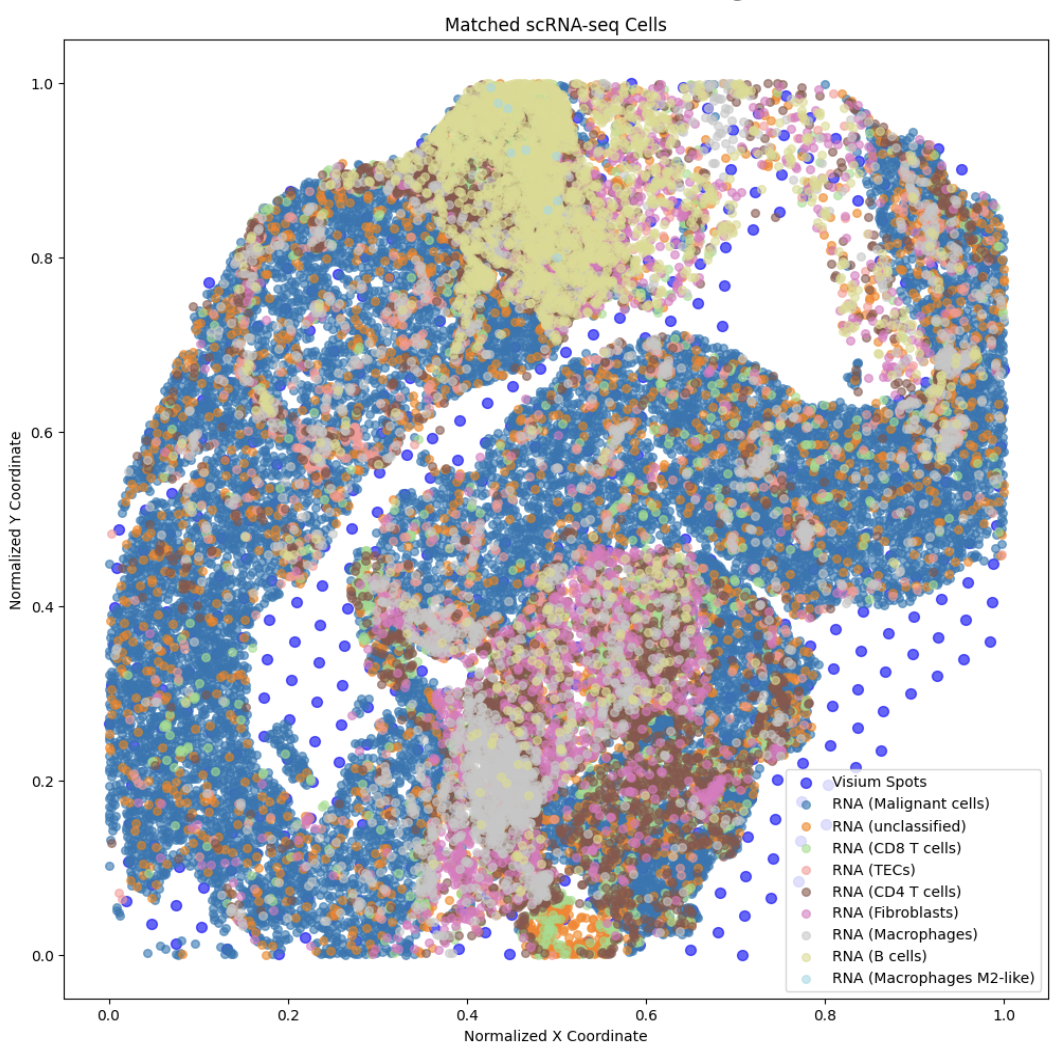 Matched scRNA-seq Cells
1.0
0.8
0.6
0.4
0.2
0.0
Normalized Y Coordinate
0.0 0.2 0.4 0.6 0.8 1.0
Normalized X Coordinate
Visium Spots
RNA (Malignant cells)
RNA (unclassified)
RNA (CD8 T cells)
RNA (TECs)
RNA (CD4 T cells)
RNA (Fibroblasts)
RNA (Macrophages)
RNA (B cells)
RNA (Macrophages M2-like)